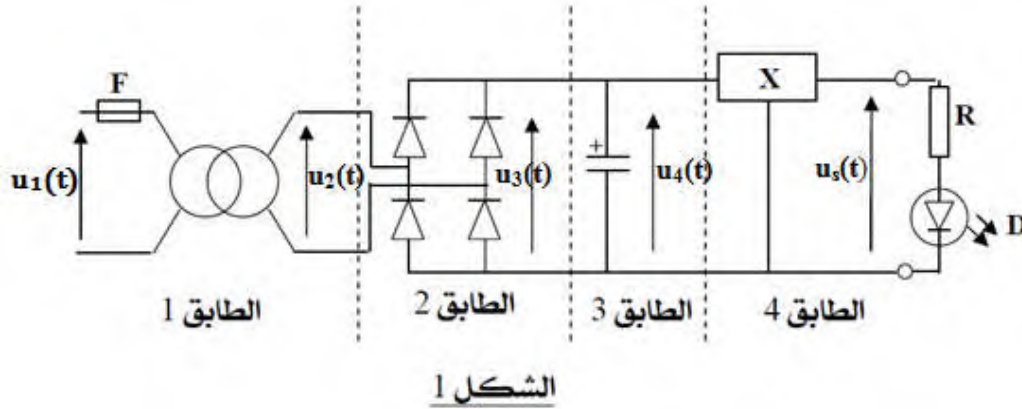 F
X
R
D
u₁(t)
u₂(t)
u₃(t)
+
u₄(t)
uₛ(t)
الطابق 1
الطابق 2
الطابق 3
الطابق 4
الشكل 1